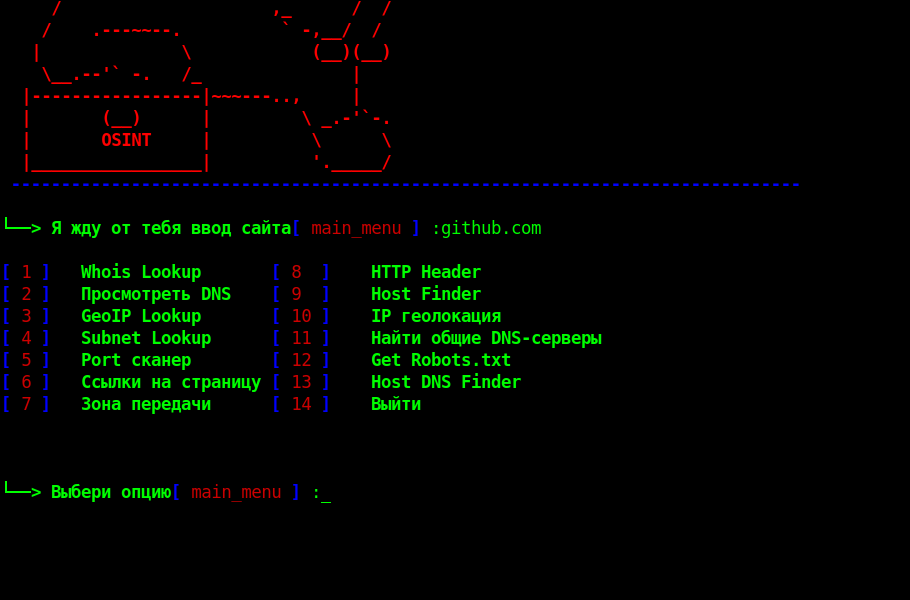 OSINT
└──> Я жду от тебя ввод сайта[ main_menu ] :github.com
[ 1 ] Whois Lookup [ 8 ] HTTP Header
[ 2 ] Просмотреть DNS [ 9 ] Host Finder
[ 3 ] GeoIP Lookup [ 10 ] IP геолокация
[ 4 ] Subnet Lookup [ 11 ] Найти общие DNS-серверы
[ 5 ] Port сканер [ 12 ] Get Robots.txt
[ 6 ] Ссылки на страницу [ 13 ] Host DNS Finder
[ 7 ] Зона передачи [ 14 ] Выйти
└──> Выбери опцию[ main_menu ] :_